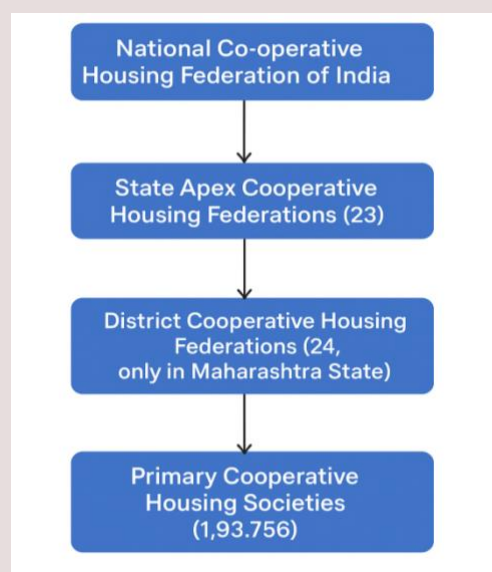 National Co-operative
Housing Federation of India
State Apex Cooperative
Housing Federations (23)
District Cooperative Housing
Federations (24,
only in Maharashtra State)
Primary Cooperative
Housing Societies
(1,93.756)